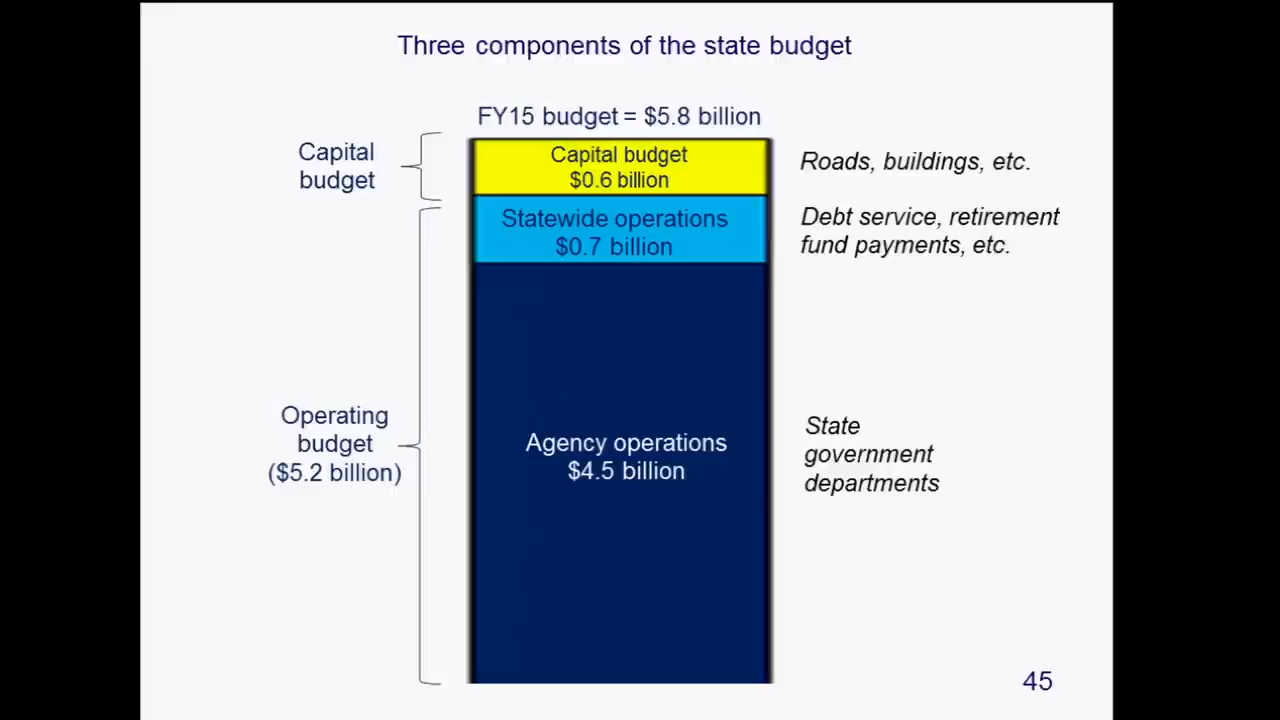 Three components of the state budget
FY15 budget = $5.8 billion
Capital
budget
Capital budget
$0.6 billion
Roads, buildings, etc.
Statewide operations
$0.7 billion
Debt service, retirement
fund payments, etc.
Operating
budget
($5.2 billion)
Agency operations
$4.5 billion
State
government
departments
45